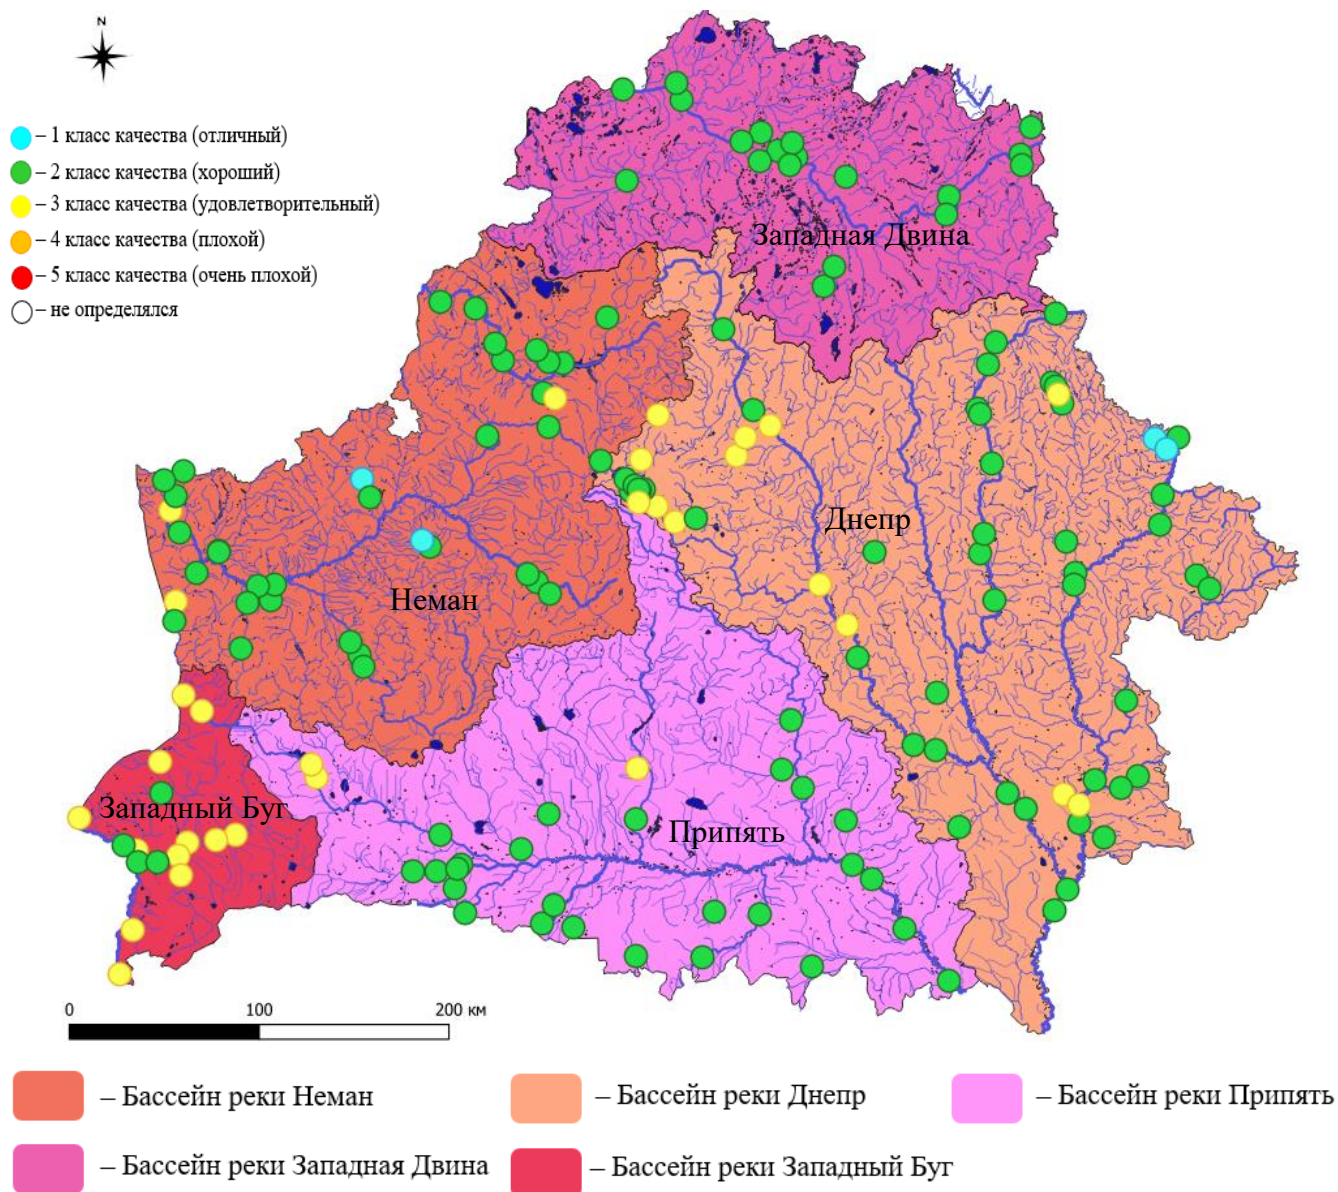 N
– 1 класс качества (отличный)
– 2 класс качества (хороший)
– 3 класс качества (удовлетворительный)
– 4 класс качества (плохой)
– 5 класс качества (очень плохой)
– не определялся
Западная Двина
Днепр
Неман
Западный Буг
Припять
0 100 200 км
– Бассейн реки Неман
– Бассейн реки Днепр
– Бассейн реки Припять
– Бассейн реки Западная Двина
– Бассейн реки Западный Буг